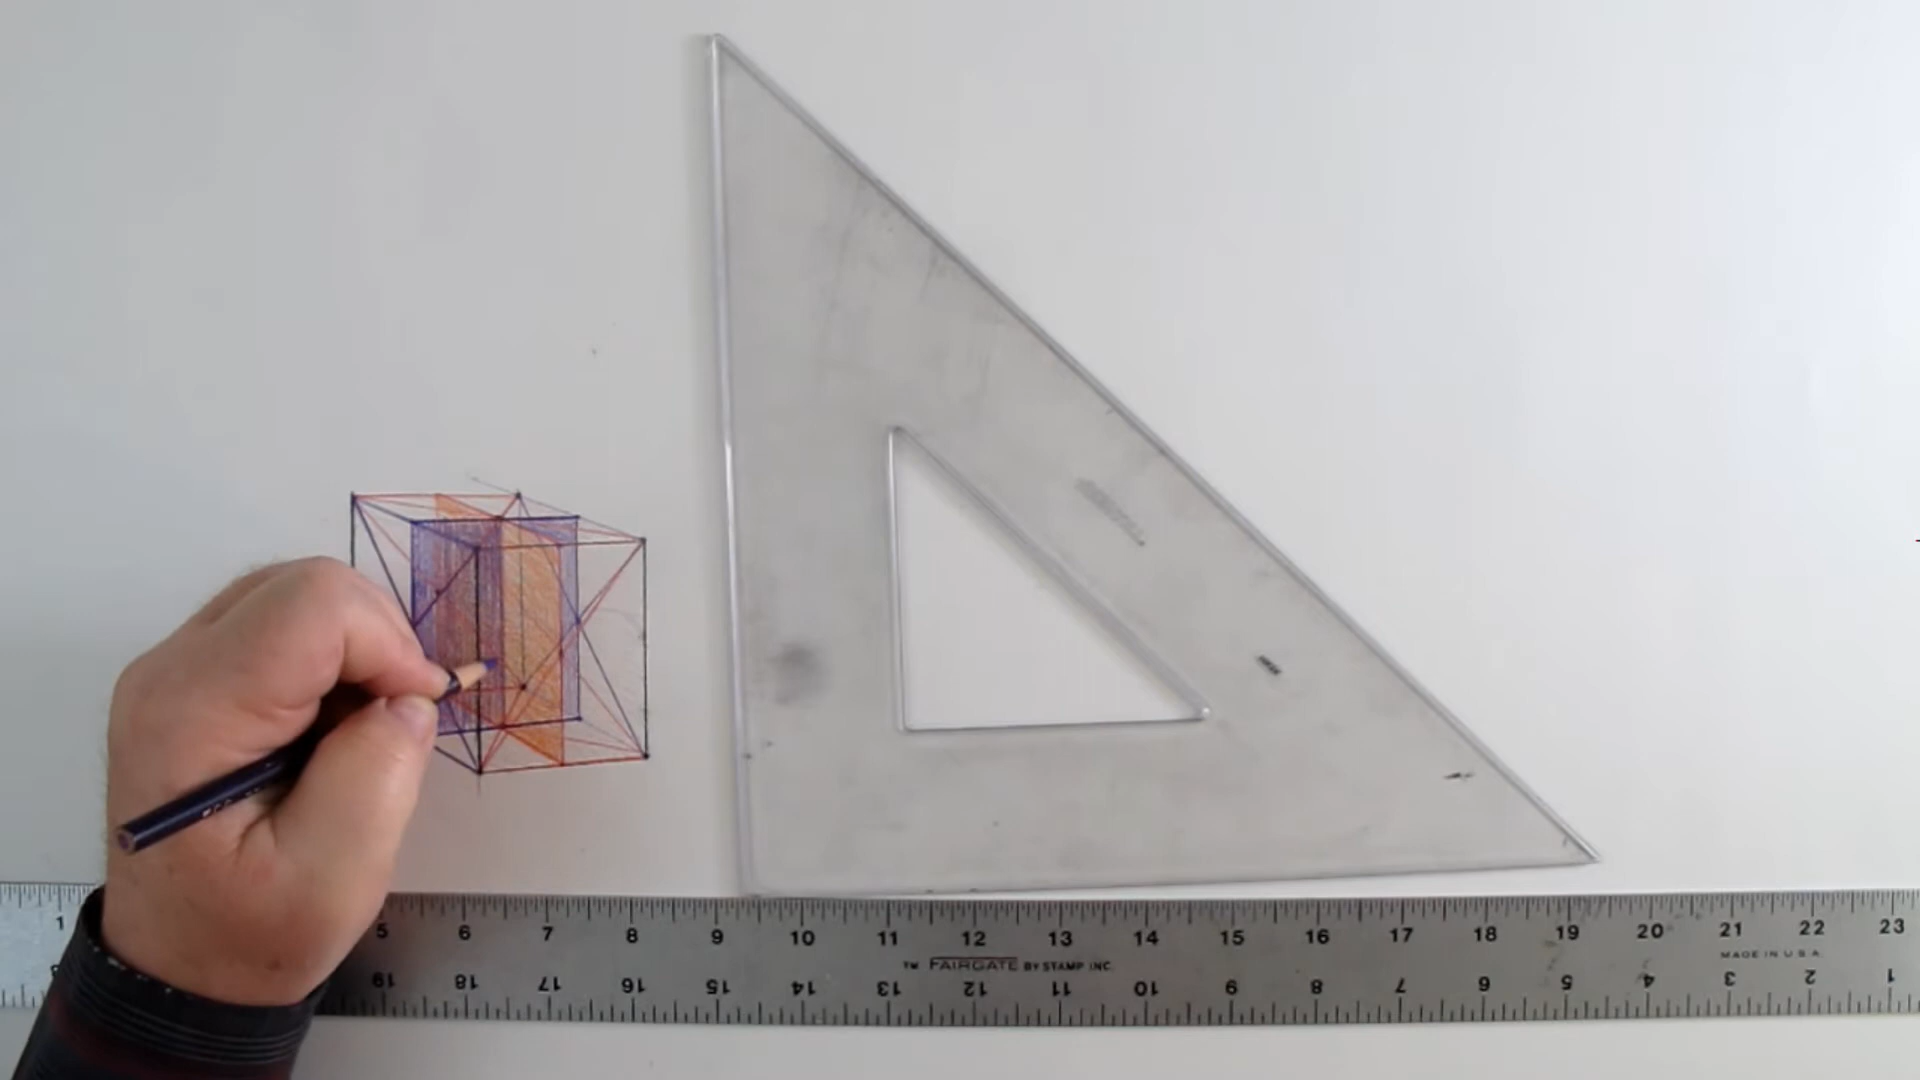 1 5 6 7 8 9 10 11 12 13 14 15 16 17 18 19 20 21 22 23
MADE IN U.S.A.
TM FAIRGATE BY STAMP INC.
19 18 17 16 15 14 13 12 11 10 9 8 7 6 5 4 3 2 1